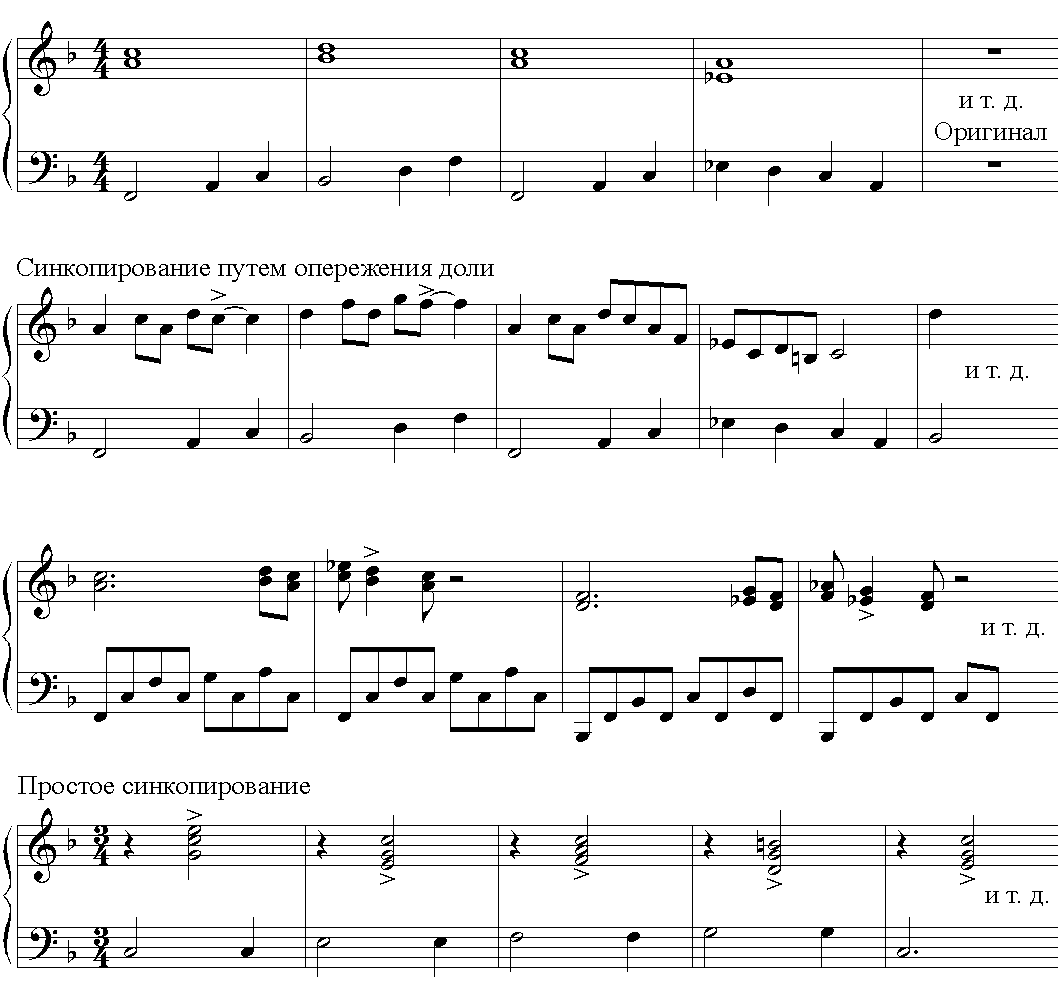 и т. д.
Оригинал
Синкопирование путем опережения доли
и т. д.
и т. д.
Простое синкопирование
и т. д.